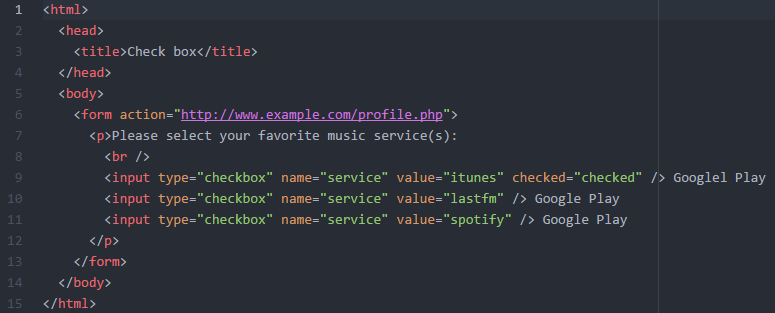 1 <html>
2   <head>
3     <title>Check box</title>
4   </head>
5   <body>
6     <form action="http://www.example.com/profile.php">
7       <p>Please select your favorite music service(s):
8         <br />
9         <input type="checkbox" name="service" value="itunes" checked="checked" /> Googlel Play
10         <input type="checkbox" name="service" value="lastfm" /> Google Play
11         <input type="checkbox" name="service" value="spotify" /> Google Play
12       </p>
13     </form>
14   </body>
15 </html>